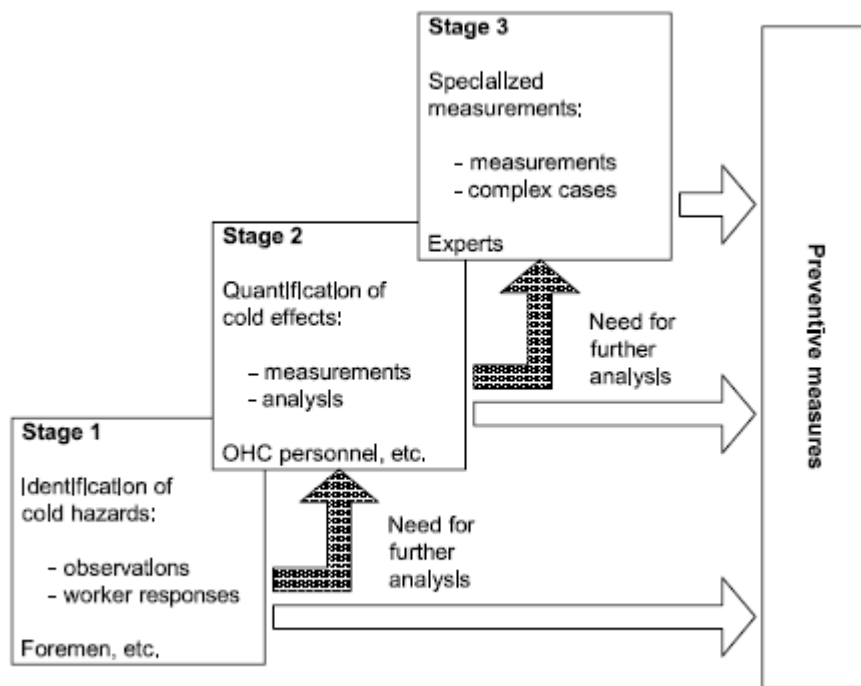 Stage 1
Identification of
cold hazards:
- observations
- worker responses
Foremen, etc.
Need for
further
analysis
Stage 2
Quantification of
cold effects:
- measurements
- analysis
OHC personnel, etc.
Need for
further
analysis
Stage 3
Specialized
measurements:
- measurements
- complex cases
Experts
Preventive measures